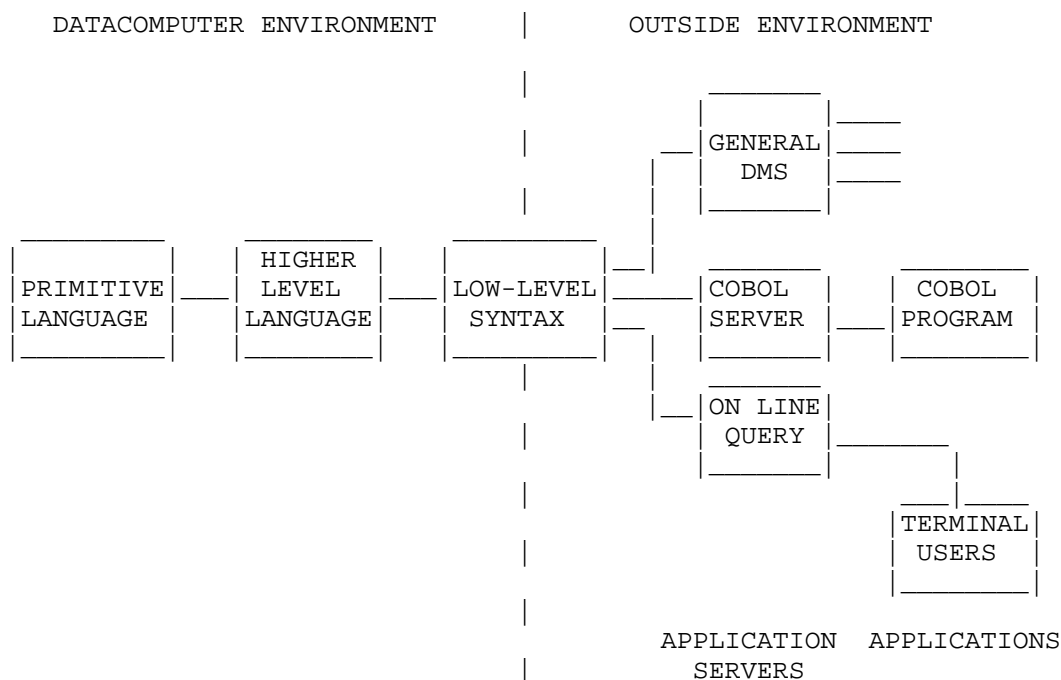 DATACOMPUTER ENVIRONMENT OUTSIDE ENVIRONMENT
GENERAL
DMS
HIGHER
PRIMITIVE LEVEL LOW-LEVEL COBOL COBOL
LANGUAGE LANGUAGE SYNTAX SERVER PROGRAM
ON LINE
QUERY
TERMINAL
USERS
APPLICATION APPLICATIONS
SERVERS